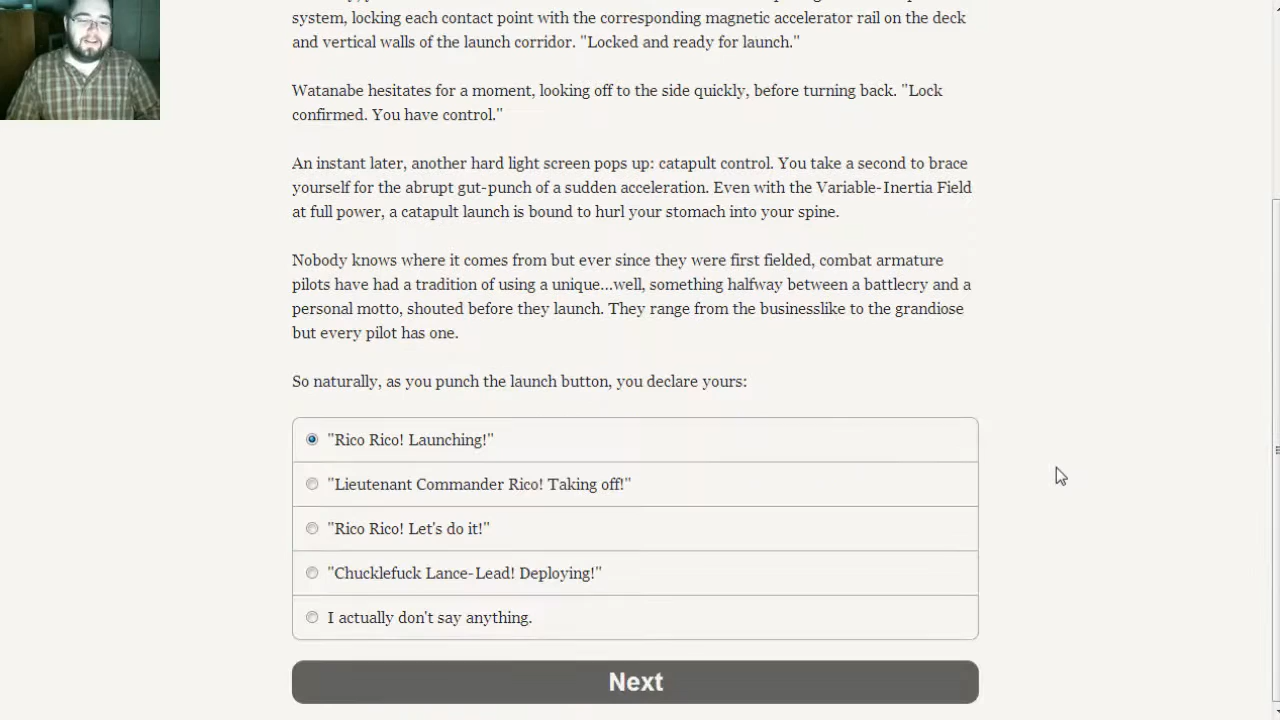 system, locking each contact point with the corresponding magnetic accelerator rail on the deck
and vertical walls of the launch corridor. "Locked and ready for launch."
Watanabe hesitates for a moment, looking off to the side quickly, before turning back. "Lock
confirmed. You have control."
An instant later, another hard light screen pops up: catapult control. You take a second to brace
yourself for the abrupt gut-punch of a sudden acceleration. Even with the Variable-Inertia Field
at full power, a catapult launch is bound to hurl your stomach into your spine.
Nobody knows where it comes from but ever since they were first fielded, combat armature
pilots have had a tradition of using a unique...well, something halfway between a battlecry and a
personal motto, shouted before they launch. They range from the businesslike to the grandiose
but every pilot has one.
So naturally, as you punch the launch button, you declare yours:
"Rico Rico! Launching!"
"Lieutenant Commander Rico! Taking off!"
"Rico Rico! Let's do it!"
"Chucklefuck Lance-Lead! Deploying!"
I actually don't say anything.
Next